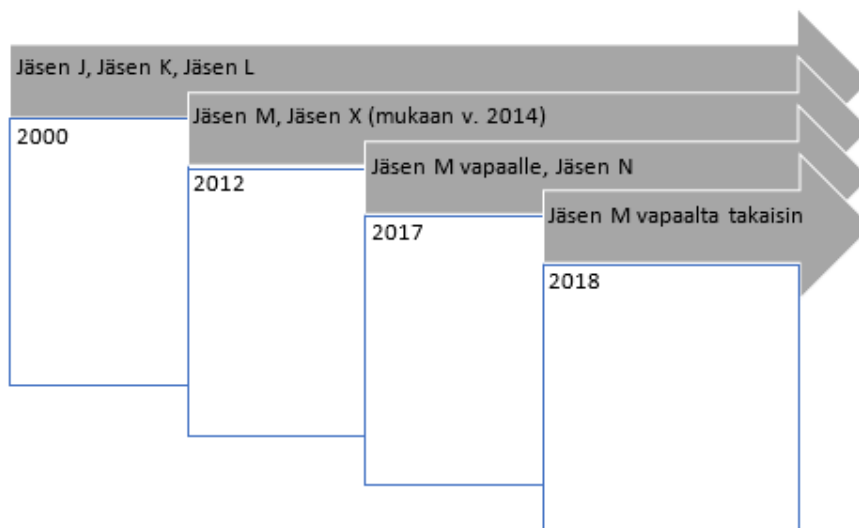 Jäsen J, Jäsen K, Jäsen L
2000
Jäsen M, Jäsen X (mukaan v. 2014)
2012
Jäsen M vapaalle, Jäsen N
2017
Jäsen M vapaalta takaisin
2018